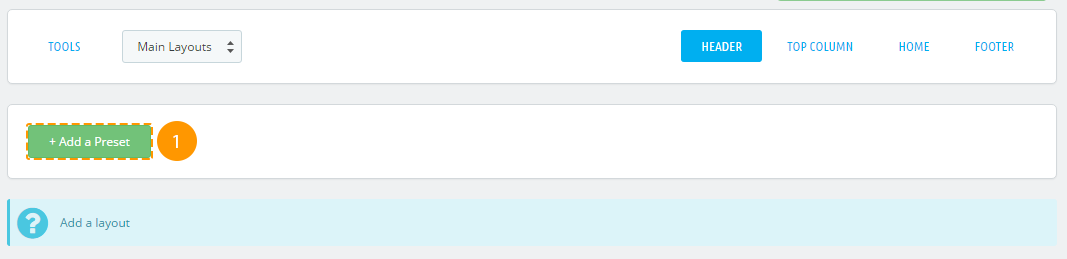 TOOLS Main Layouts HEADER TOP COLUMN HOME FOOTER
+ Add a Preset 1
? Add a layout